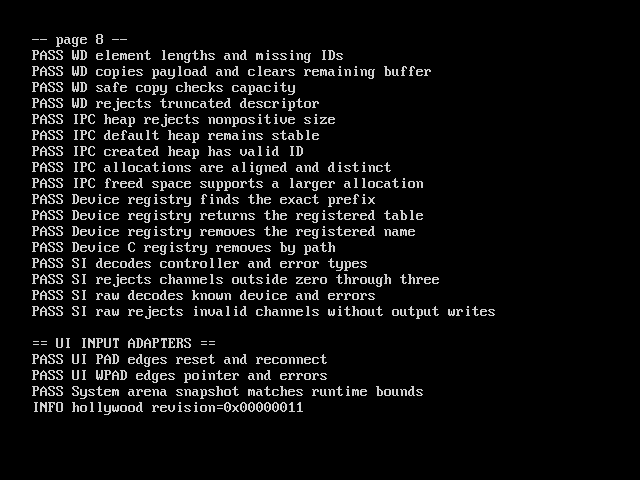 -- page 8 --
PASS WD element lengths and missing IDs
PASS WD copies payload and clears remaining buffer
PASS WD safe copy checks capacity
PASS WD rejects truncated descriptor
PASS IPC heap rejects nonpositive size
PASS IPC default heap remains stable
PASS IPC created heap has valid ID
PASS IPC allocations are aligned and distinct
PASS IPC freed space supports a larger allocation
PASS Device registry finds the exact prefix
PASS Device registry returns the registered table
PASS Device registry removes the registered name
PASS Device C registry removes by path
PASS SI decodes controller and error types
PASS SI rejects channels outside zero through three
PASS SI raw decodes known device and errors
PASS SI raw rejects invalid channels without output writes
== UI INPUT ADAPTERS ==
PASS UI PAD edges reset and reconnect
PASS UI WPAD edges pointer and errors
PASS System arena snapshot matches runtime bounds
INFO hollywood revision=0x00000011